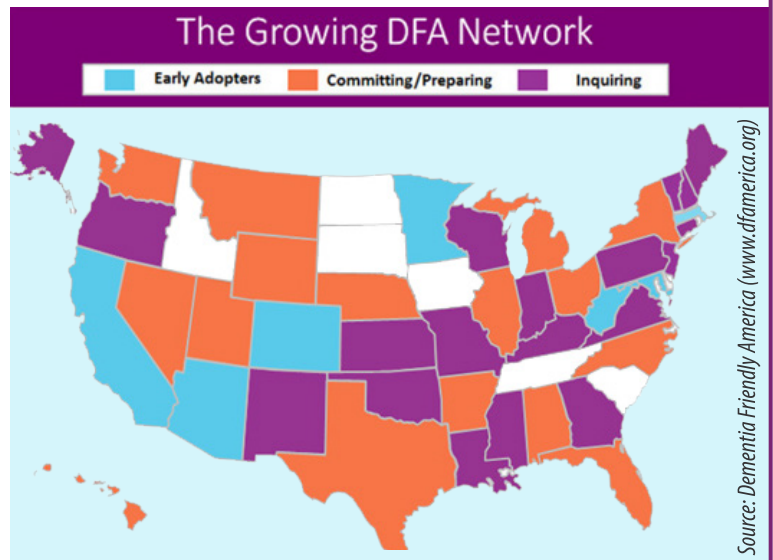 The Growing DFA Network
Early Adopters Committing/Preparing Inquiring
Source: Dementia Friendly America (www.dfamerica.org)